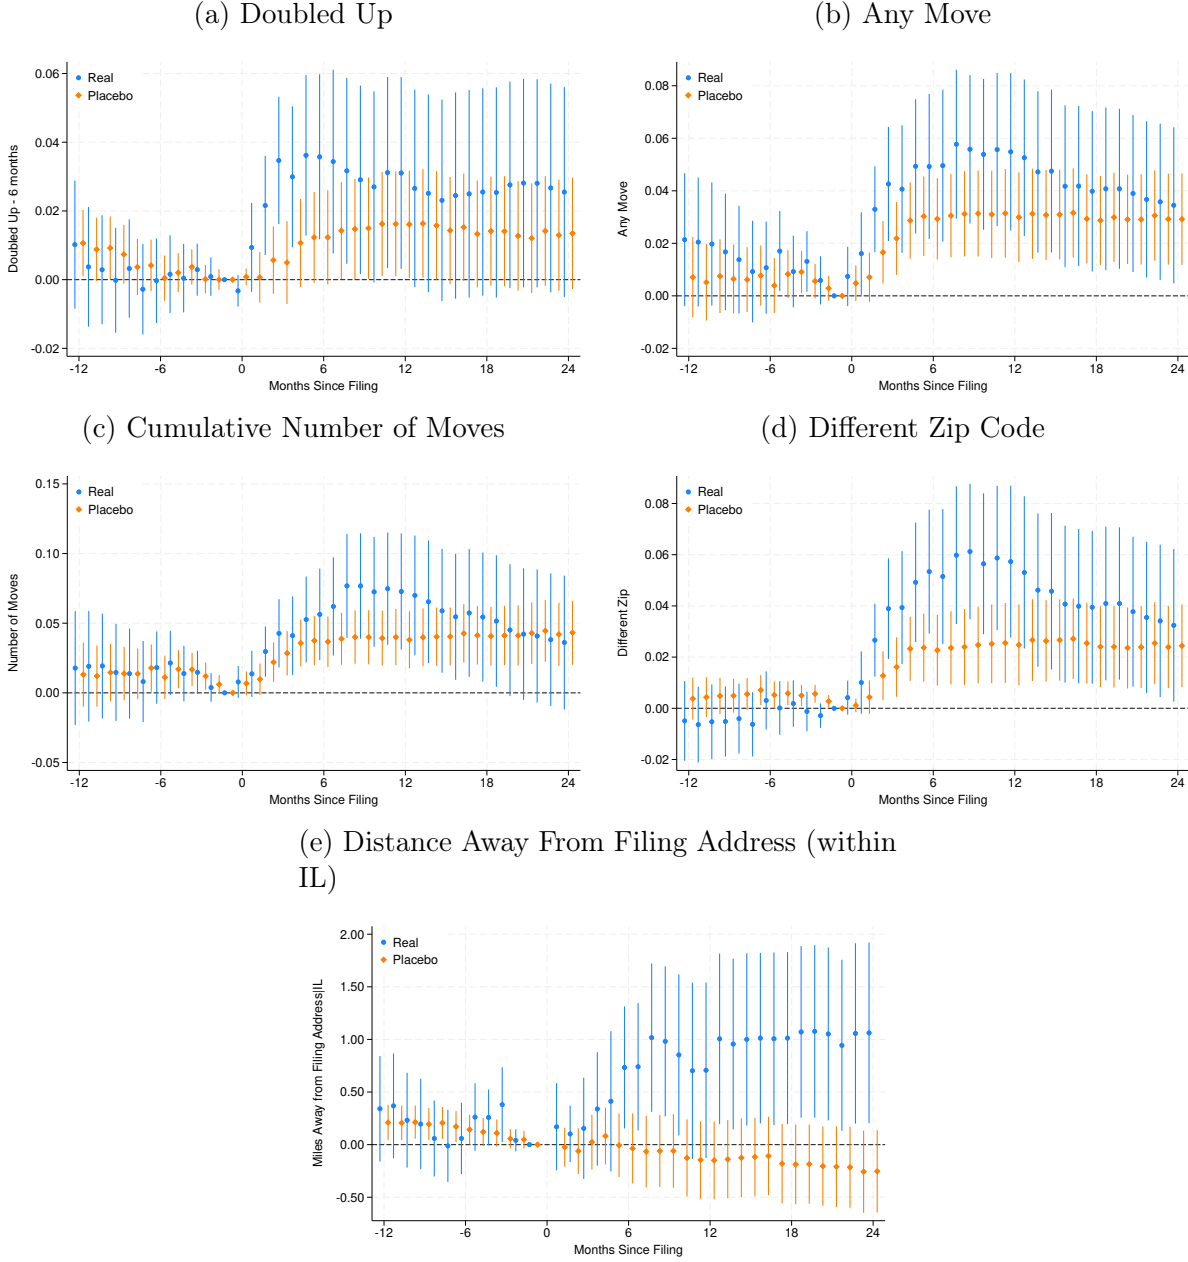 (a) Doubled Up
0.06
0.04
0.02
0.00
-0.02
Doubled Up - 6 months
Real
Placebo
-12 -6 0 6 12 18 24
Months Since Filing
(b) Any Move
0.08
0.06
0.04
0.02
0.00
-0.02
Any Move
Real
Placebo
-12 -6 0 6 12 18 24
Months Since Filing
(c) Cumulative Number of Moves
0.15
0.10
0.05
0.00
-0.05
Number of Moves
Real
Placebo
-12 -6 0 6 12 18 24
Months Since Filing
(d) Different Zip Code
0.08
0.06
0.04
0.02
0.00
-0.02
Different Zip
Real
Placebo
-12 -6 0 6 12 18 24
Months Since Filing
(e) Distance Away From Filing Address (within
IL)
2.00
1.50
1.00
0.50
0.00
-0.50
Miles Away from Filing Address|IL
Real
Placebo
-12 -6 0 6 12 18 24
Months Since Filing